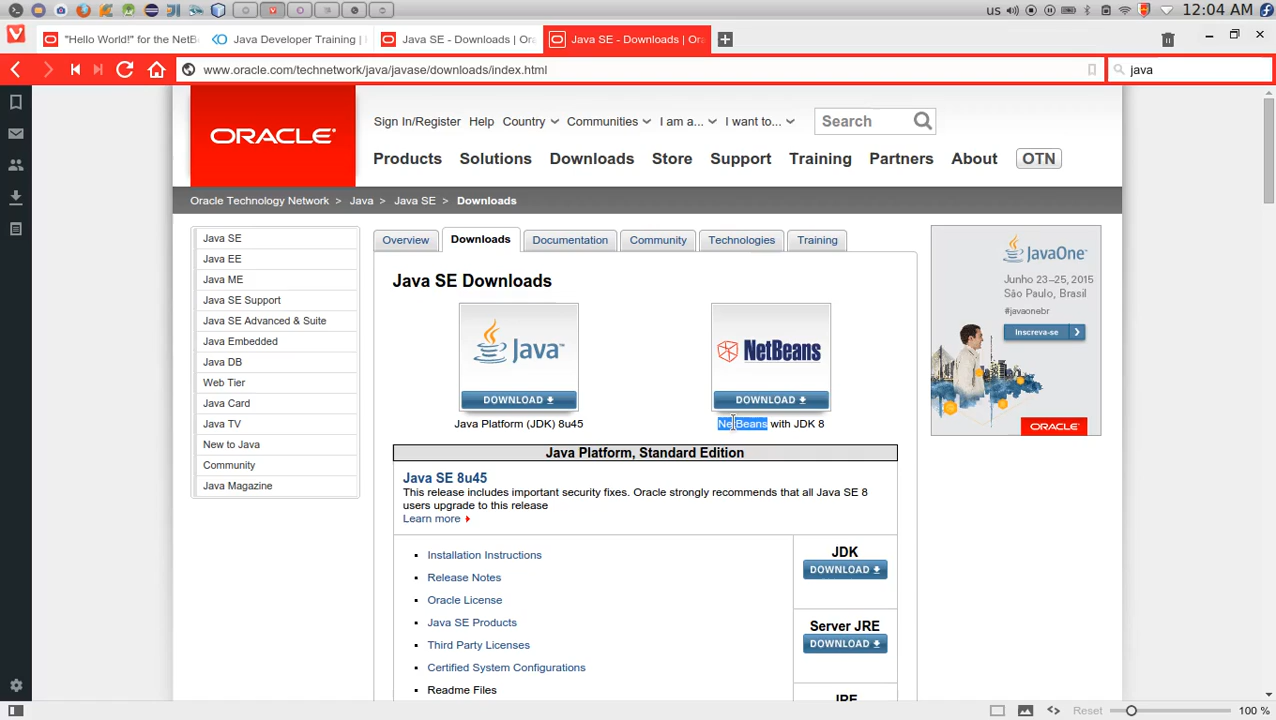 us 12:04 AM
"Hello World!" for the NetB
Java Developer Training |
Java SE - Downloads | Or
Java SE - Downloads | Or
www.oracle.com/technetwork/java/javase/downloads/index.html
java
ORACLE
Sign In/Register Help Country Communities I am a... I want to... Search
Products Solutions Downloads Store Support Training Partners About OTN
Oracle Technology Network > Java > Java SE > Downloads
Java SE
Java EE
Java ME
Java SE Support
Java SE Advanced & Suite
Java Embedded
Java DB
Web Tier
Java Card
Java TV
New to Java
Community
Java Magazine
Overview Downloads Documentation Community Technologies Training
Java SE Downloads
Java™
DOWNLOAD
Java Platform (JDK) 8u45
NetBeans
DOWNLOAD
NetBeans with JDK 8
Java Platform, Standard Edition
Java SE 8u45
This release includes important security fixes. Oracle strongly recommends that all Java SE 8
users upgrade to this release
Learn more
Installation Instructions
Release Notes
Oracle License
Java SE Products
Third Party Licenses
Certified System Configurations
Readme Files
JDK
DOWNLOAD
Server JRE
DOWNLOAD
JRE
JavaOne™
Junho 23–25, 2015
São Paulo, Brasil
#javaonebr
Inscreva-se
ORACLE
Reset 100 %